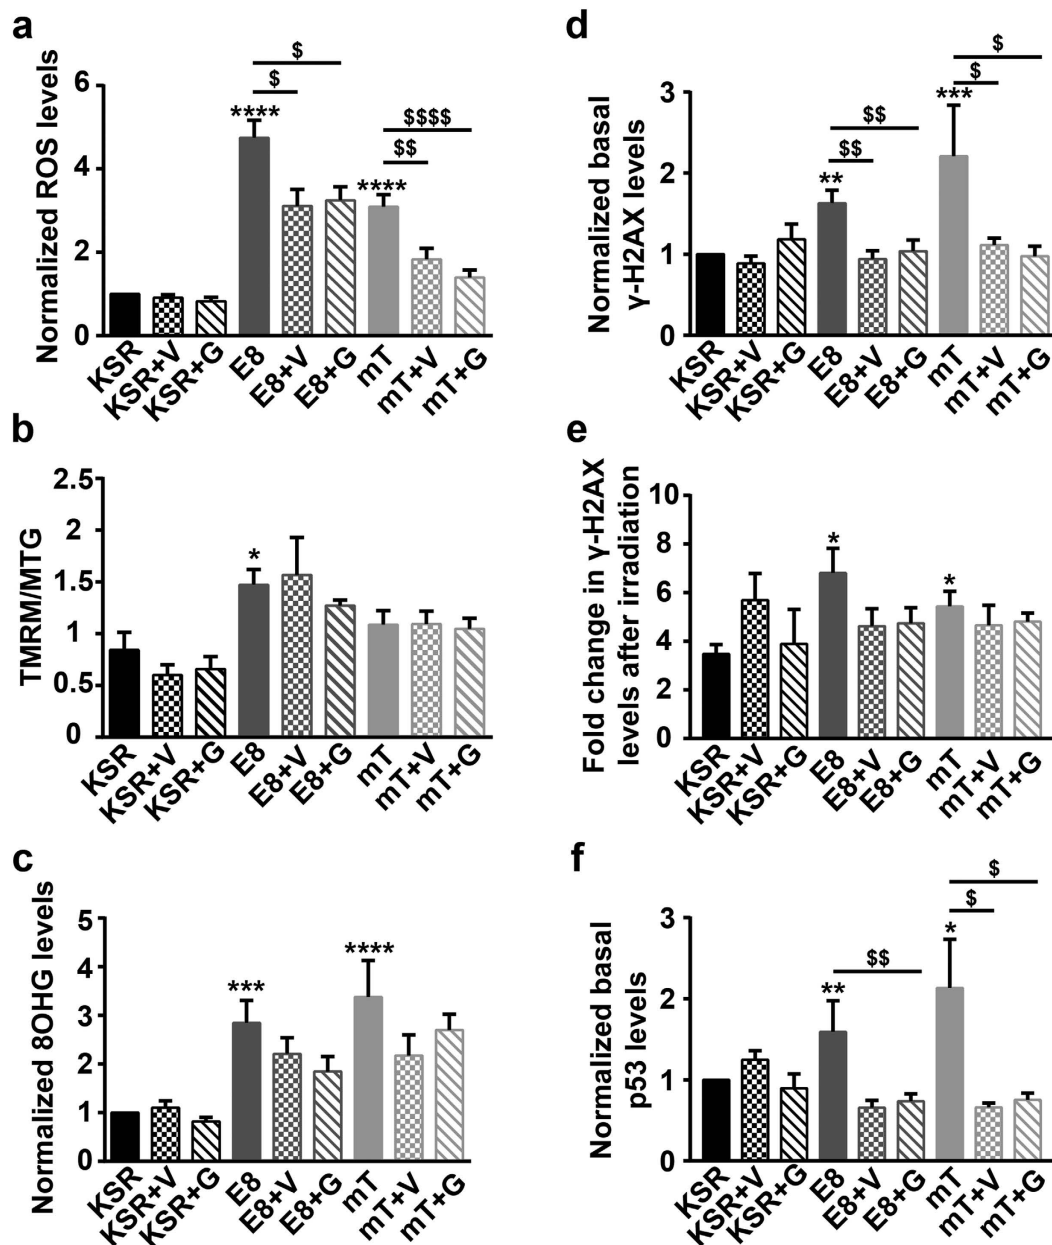 a
Normalized ROS levels
6
4
2
0
****
$
$
****
$$$$
$$
KSR
KSR+V
KSR+G
E8
E8+V
E8+G
mT
mT+V
mT+G
b
TMRM/MTG
2.5
2
1.5
1
0.5
0
*
KSR
KSR+V
KSR+G
E8
E8+V
E8+G
mT
mT+V
mT+G
c
Normalized 8OHG levels
5
4
3
2
1
0
***
****
KSR
KSR+V
KSR+G
E8
E8+V
E8+G
mT
mT+V
mT+G
d
Normalized basal
γ-H2AX levels
3
2
1
0
**
$$
$$
***
$
$
KSR
KSR+V
KSR+G
E8
E8+V
E8+G
mT
mT+V
mT+G
e
Fold change in γ-H2AX
levels after irradiation
10
8
6
4
2
0
*
*
KSR
KSR+V
KSR+G
E8
E8+V
E8+G
mT
mT+V
mT+G
f
Normalized basal
p53 levels
3
2
1
0
**
$$
*
$
$
KSR
KSR+V
KSR+G
E8
E8+V
E8+G
mT
mT+V
mT+G